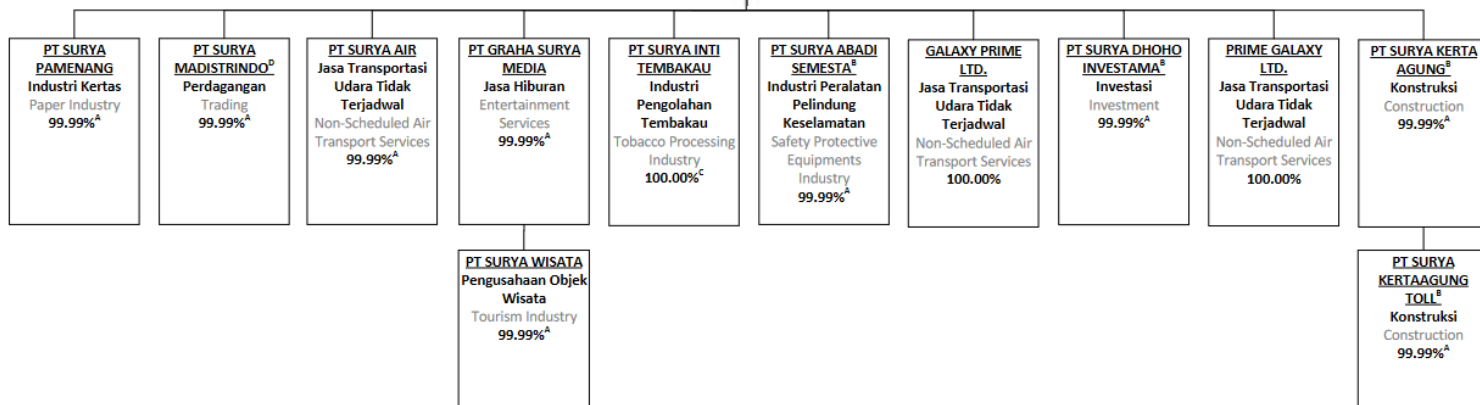 PT SURYA
PAMENANG
Industri Kertas
Paper Industry
99.99%ᴬ
PT SURYA
MADISTRINDOᴰ
Perdagangan
Trading
99.99%ᴬ
PT SURYA AIR
Jasa Transportasi
Udara Tidak
Terjadwal
Non-Scheduled Air
Transport Services
99.99%ᴬ
PT GRAHA SURYA
MEDIA
Jasa Hiburan
Entertainment
Services
99.99%ᴬ
PT SURYA INTI
TEMBAKAU
Industri
Pengolahan
Tembakau
Tobacco Processing
Industry
100.00%ᶜ
PT SURYA ABADI
SEMESTAᴮ
Industri Peralatan
Pelindung
Keselamatan
Safety Protective
Equipments
Industry
99.99%ᴬ
GALAXY PRIME
LTD.
Jasa Transportasi
Udara Tidak
Terjadwal
Non-Scheduled Air
Transport Services
100.00%
PT SURYA DHOHO
INVESTAMAᴮ
Investasi
Investment
99.99%ᴬ
PRIME GALAXY
LTD.
Jasa Transportasi
Udara Tidak
Terjadwal
Non-Scheduled Air
Transport Services
100.00%
PT SURYA KERTA
AGUNGᴮ
Konstruksi
Construction
99.99%ᴬ
PT SURYA WISATA
Pengusahaan Objek
Wisata
Tourism Industry
99.99%ᴬ
PT SURYA
KERTAAGUNG
TOLLᴮ
Konstruksi
Construction
99.99%ᴬ